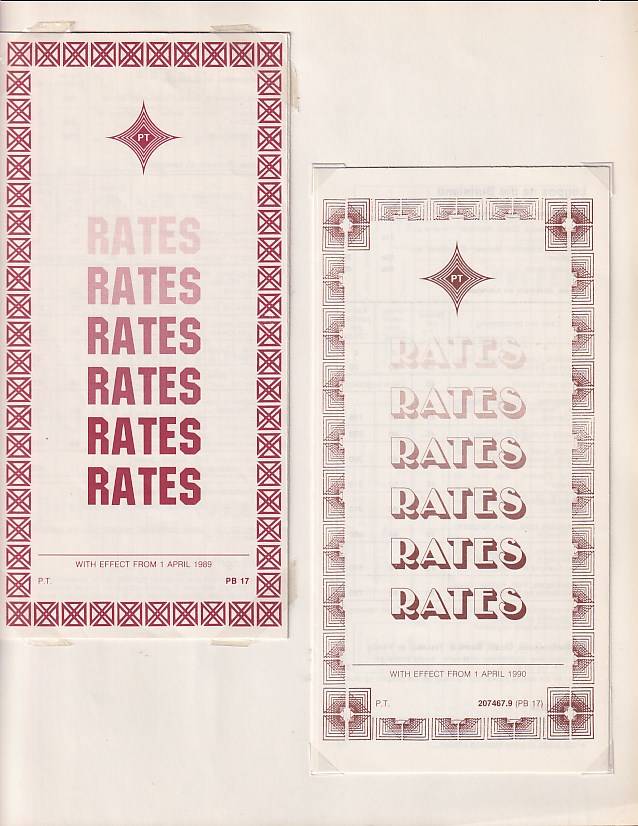 PT
RATES
RATES
RATES
RATES
RATES
RATES
WITH EFFECT FROM 1 APRIL 1989
P.T.
PB 17
PT
RATES
RATES
RATES
RATES
RATES
RATES
WITH EFFECT FROM 1 APRIL 1990
P.T.
207467.9 (PB 17)